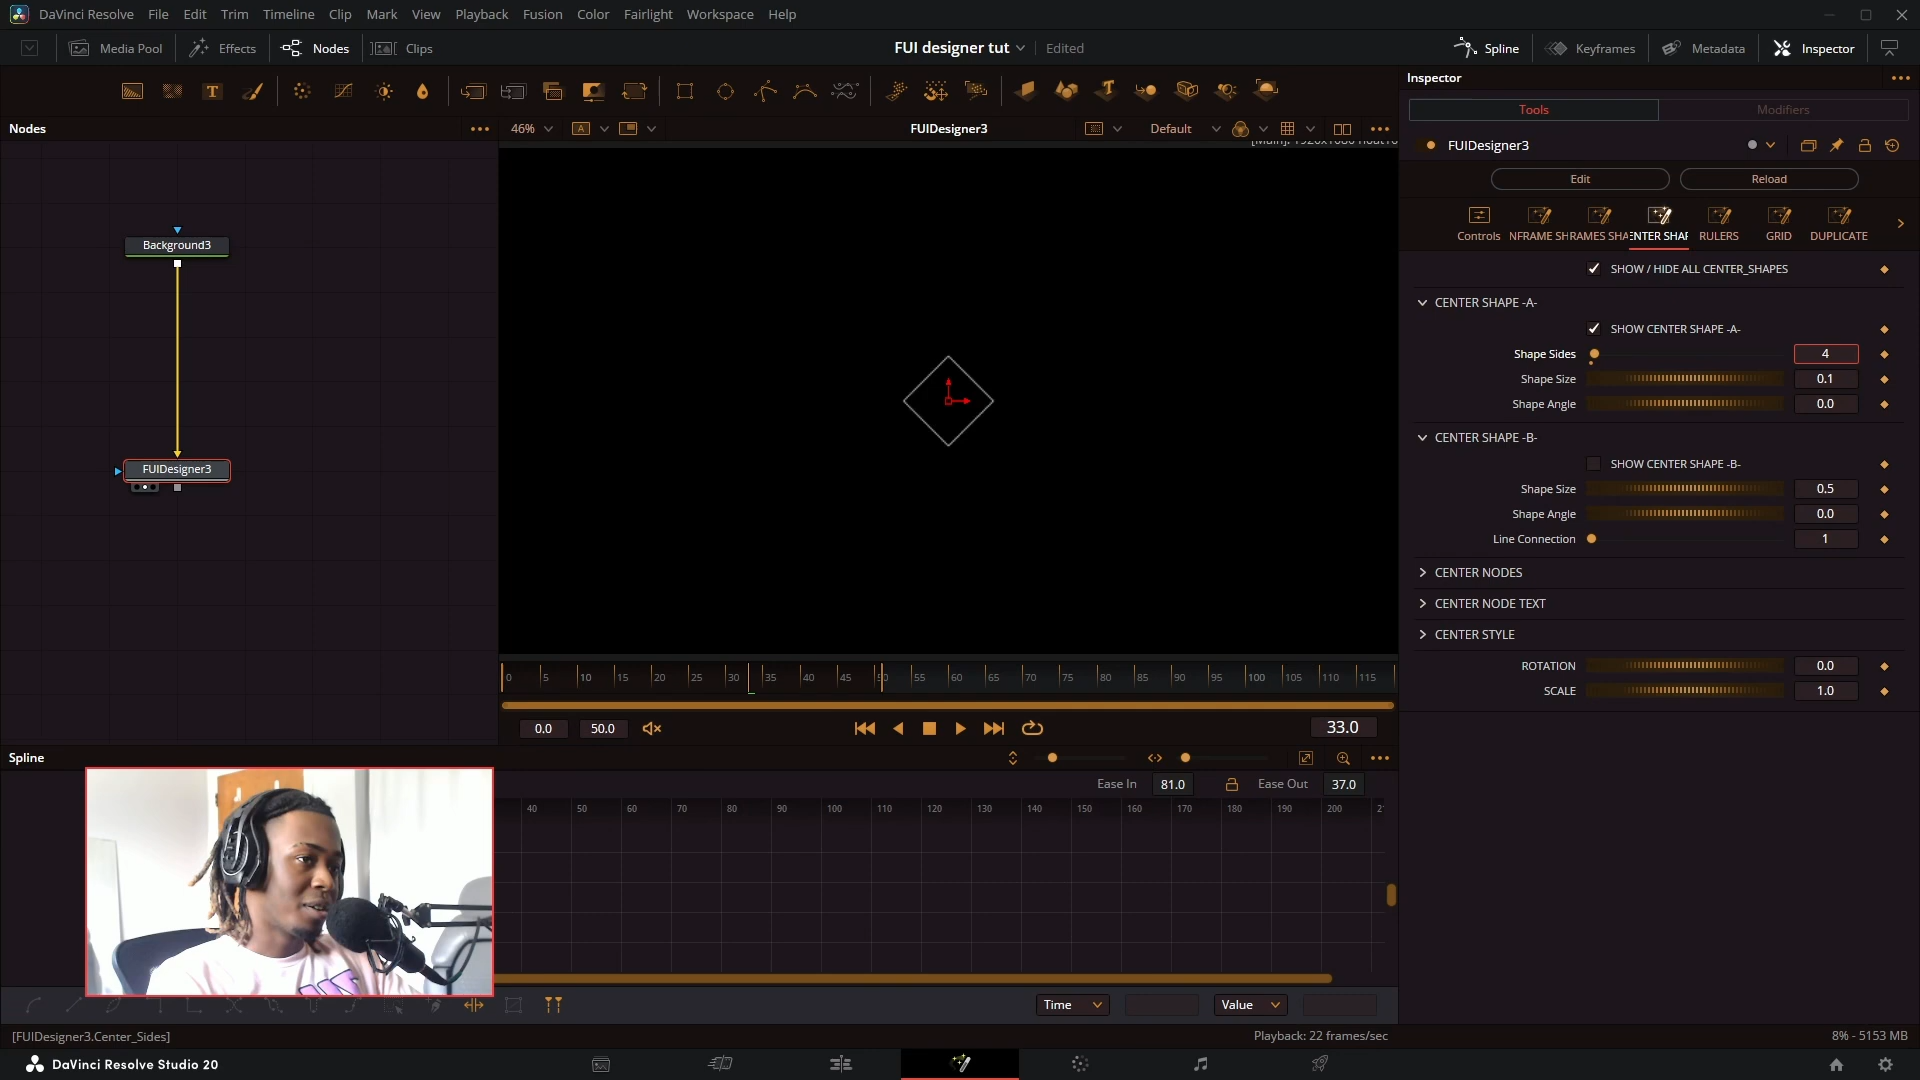 DaVinci Resolve File Edit Trim Timeline Clip Mark View Playback Fusion Color Fairlight Workspace Help
Media Pool Effects Nodes Clips FUI designer tut Edited Spline Keyframes Metadata Inspector
Inspector
Tools Modifiers
Nodes 46% A FUIDesigner3 Default
FUIDesigner3
Edit Reload
Controls NFRAME SH RAMES SHA ENTER SHAP RULERS GRID DUPLICATE
Background3
FUIDesigner3
SHOW / HIDE ALL CENTER_SHAPES
CENTER SHAPE -A-
SHOW CENTER SHAPE -A-
Shape Sides 4
Shape Size 0.1
Shape Angle 0.0
CENTER SHAPE -B-
SHOW CENTER SHAPE -B-
Shape Size 0.5
Shape Angle 0.0
Line Connection 1
CENTER NODES
CENTER NODE TEXT
CENTER STYLE
ROTATION 0.0
SCALE 1.0
0 5 10 15 20 25 30 35 40 45 50 55 60 65 70 75 80 85 90 95 100 105 110 115
0.0 50.0 33.0
Spline
Ease In 81.0 Ease Out 37.0
40 50 60 70 80 90 100 110 120 130 140 150 160 170 180 190 200
Time Value
[FUIDesigner3.Center_Sides] Playback: 22 frames/sec 8% - 5153 MB
DaVinci Resolve Studio 20